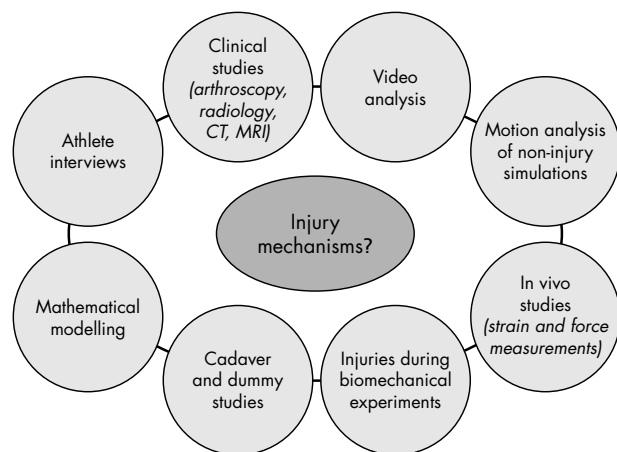 Clinical
studies
(arthroscopy,
radiology,
CT, MRI)
Video
analysis
Athlete
interviews
Motion analysis
of non-injury
simulations
Injury
mechanisms?
Mathematical
modelling
In vivo
studies
(strain and force
measurements)
Cadaver
and dummy
studies
Injuries during
biomechanical
experiments